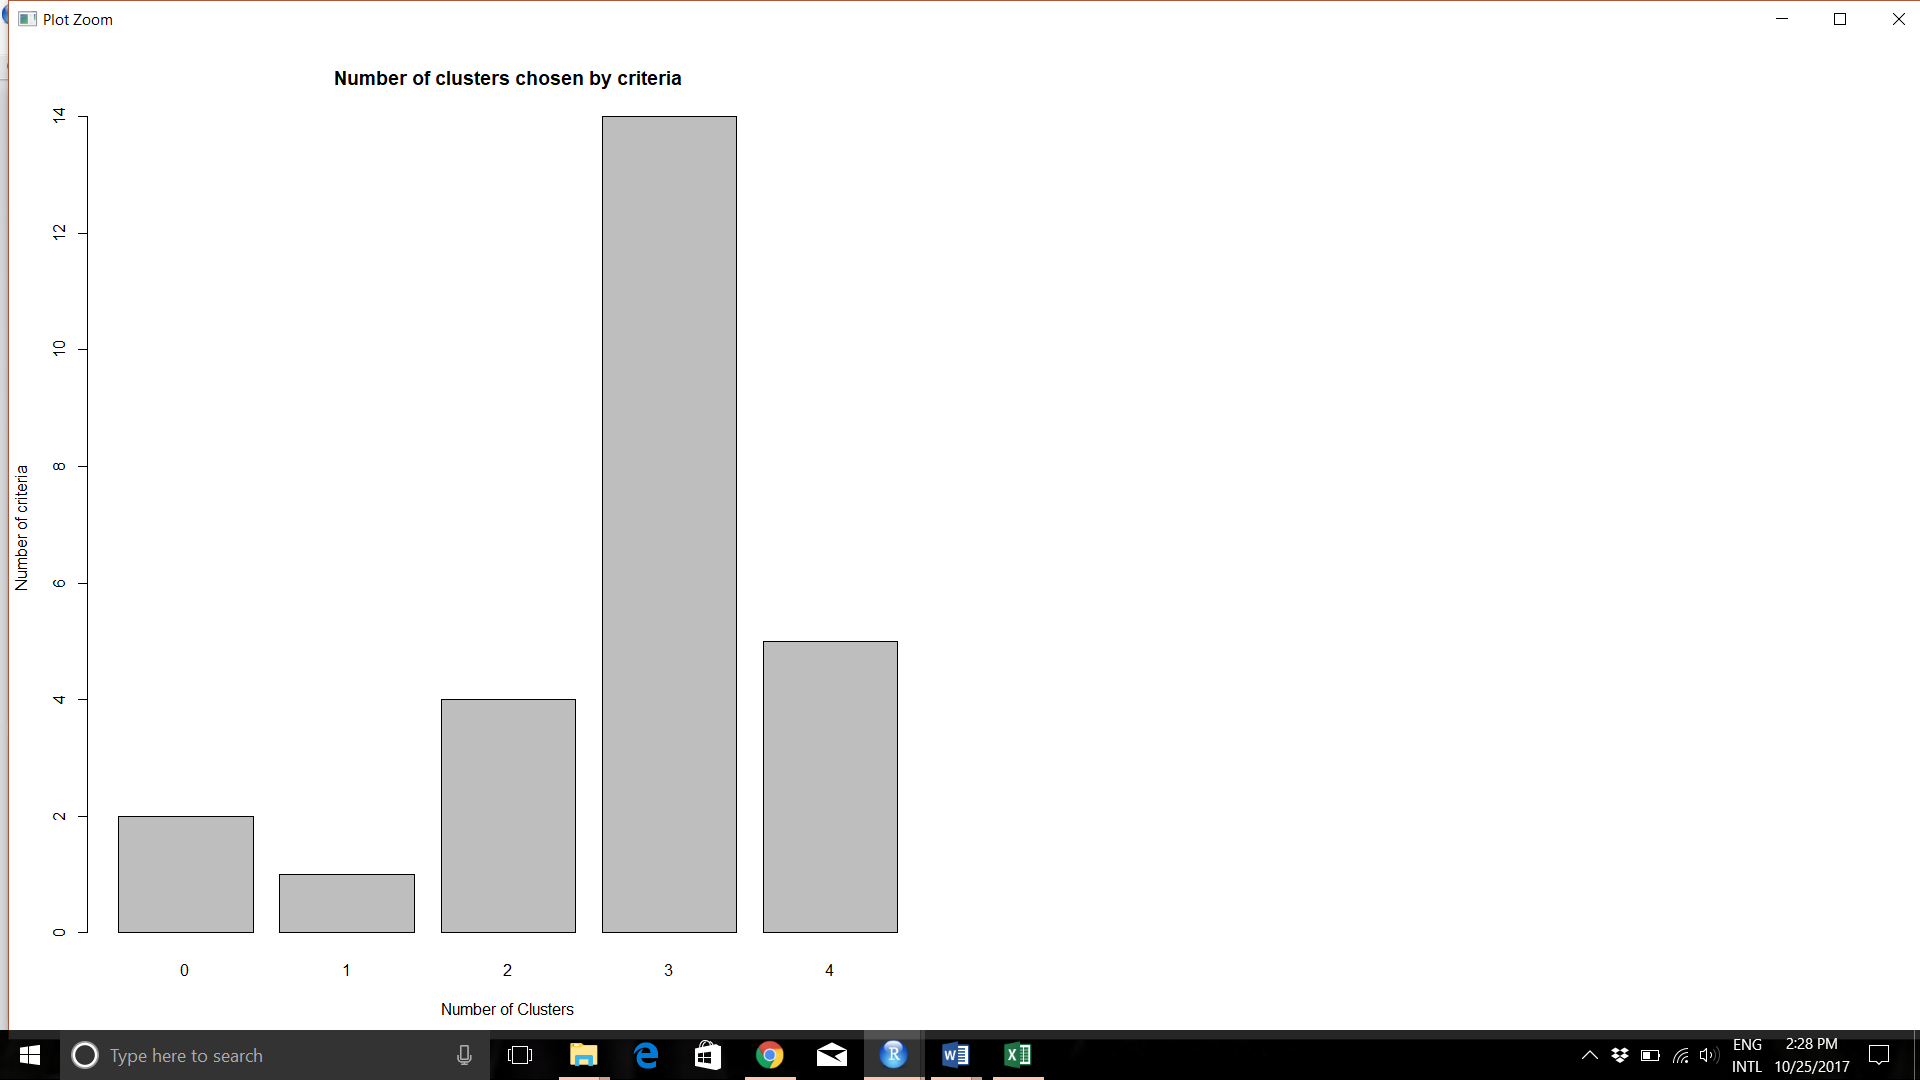 Plot Zoom
Number of clusters chosen by criteria
Number of criteria
14
12
10
8
6
4
2
0
0 1 2 3 4
Number of Clusters
Type here to search
ENG
INTL
2:28 PM
10/25/2017